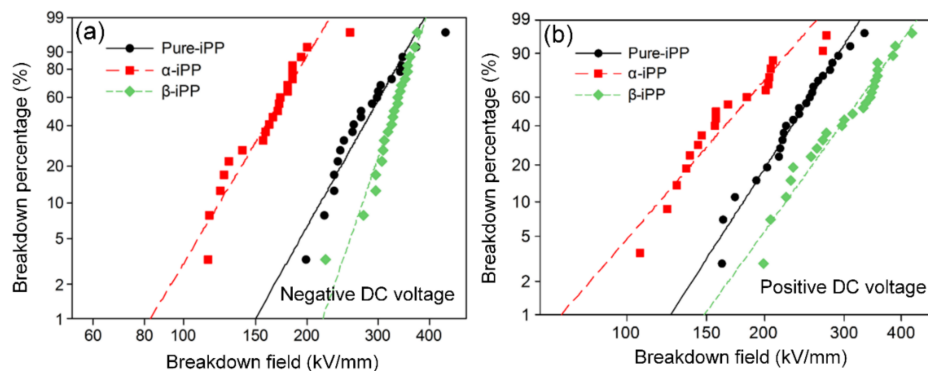 (a)
Pure-iPP
α-iPP
β-iPP
Negative DC voltage
Breakdown percentage (%)
99
90
80
60
40
20
10
5
2
1
60
80
100
200
300
400
Breakdown field (kV/mm)
(b)
Pure-iPP
α-iPP
β-iPP
Positive DC voltage
Breakdown percentage (%)
99
90
60
40
20
10
5
2
1
100
150
200
300
400
Breakdown field (kV/mm)